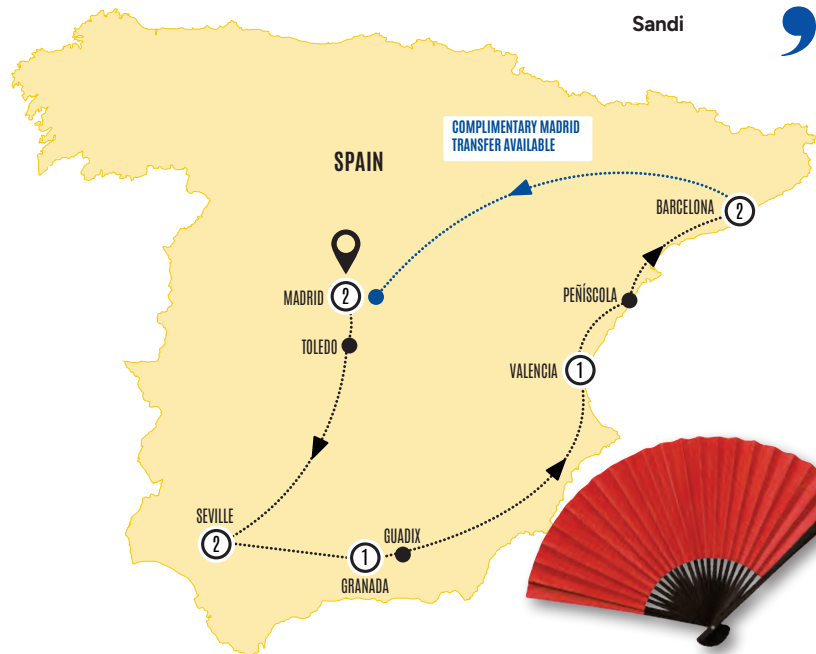 Sandi
’
COMPLIMENTARY MADRID
TRANSFER AVAILABLE
SPAIN
BARCELONA 2
MADRID 2
PEÑÍSCOLA
TOLEDO
VALENCIA 1
SEVILLE
2
GUADIX
1
GRANADA